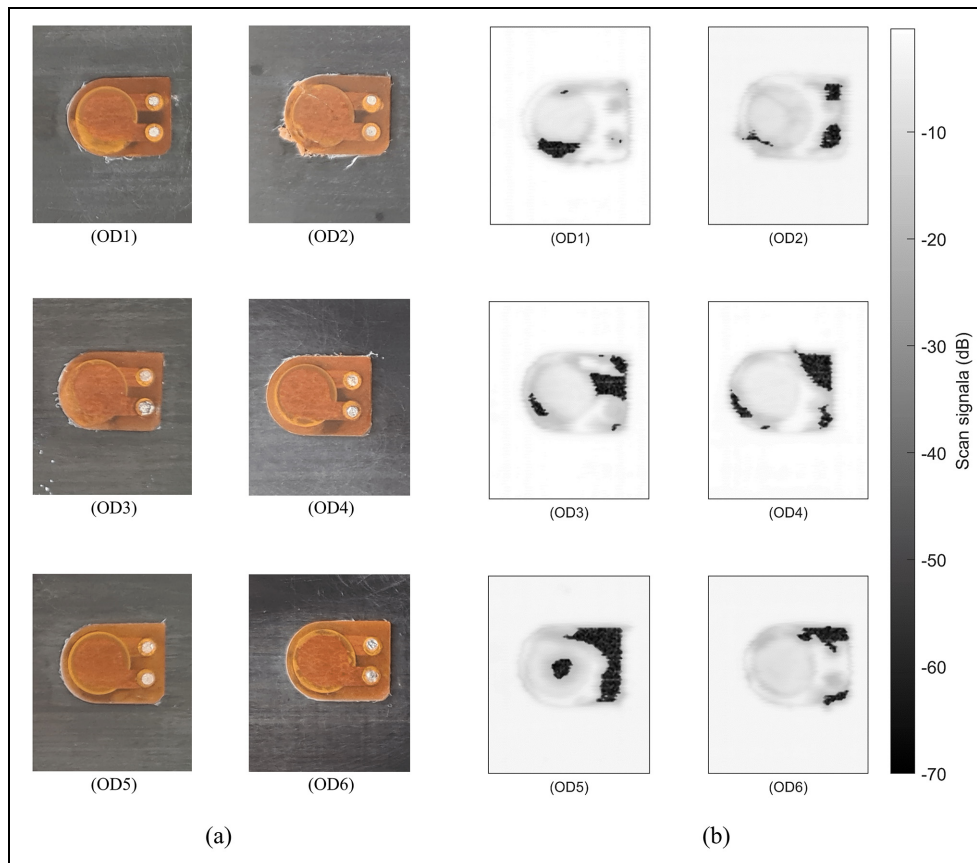 (OD1) (OD2) (OD1) (OD2)
-10
-20
-30
(OD3) (OD4) (OD3) (OD4)
-40
Scan signala (dB)
-50
-60
-70
(OD5) (OD6) (OD5) (OD6)
(a) (b)